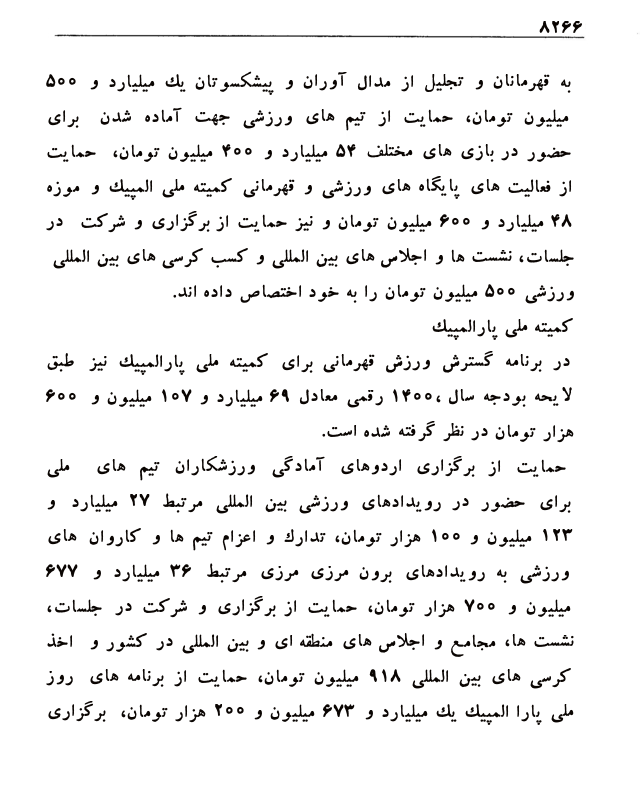 ۸۲۶۶
به قهرمانان و تجلیل از مدال آوران و پیشکسوتان یك میلیارد و ۵۰۰
میلیون تومان، حمایت از تیم های ورزشی جهت آماده شدن برای
حضور در بازی های مختلف ۵۴ میلیارد و ۴۰۰ میلیون تومان، حمایت
از فعالیت های پایگاه های ورزشی و قهرمانی کمیته ملی المپیك و موزه
۴۸ میلیارد و ۶۰۰ میلیون تومان و نیز حمایت از برگزاری و شرکت در
جلسات، نشست ها و اجلاس های بین المللی و کسب کرسی های بین المللی
ورزشی ۵۰۰ میلیون تومان را به خود اختصاص داده اند.
کمیته ملی پارالمپیك
در برنامه گسترش ورزش قهرمانی برای کمیته ملی پارالمپیك نیز طبق
لایحه بودجه سال ،۱۴۰۰ رقمی معادل ۶۹ میلیارد و ۱۰۷ میلیون و ۶۰۰
هزار تومان در نظر گرفته شده است.
حمایت از برگزاری اردوهای آمادگی ورزشکاران تیم های ملی
برای حضور در رویدادهای ورزشی بین المللی مرتبط ۲۷ میلیارد و
۱۲۳ میلیون و ۱۰۰ هزار تومان، تدارك و اعزام تیم ها و کاروان های
ورزشی به رویدادهای برون مرزی مرزی مرتبط ۳۶ میلیارد و ۶۷۷
میلیون و ۷۰۰ هزار تومان، حمایت از برگزاری و شرکت در جلسات،
نشست ها، مجامع و اجلاس های منطقه ای و بین المللی در کشور و اخذ
کرسی های بین المللی ۹۱۸ میلیون تومان، حمایت از برنامه های روز
ملی پارا المپیك یك میلیارد و ۶۷۳ میلیون و ۲۰۰ هزار تومان، برگزاری